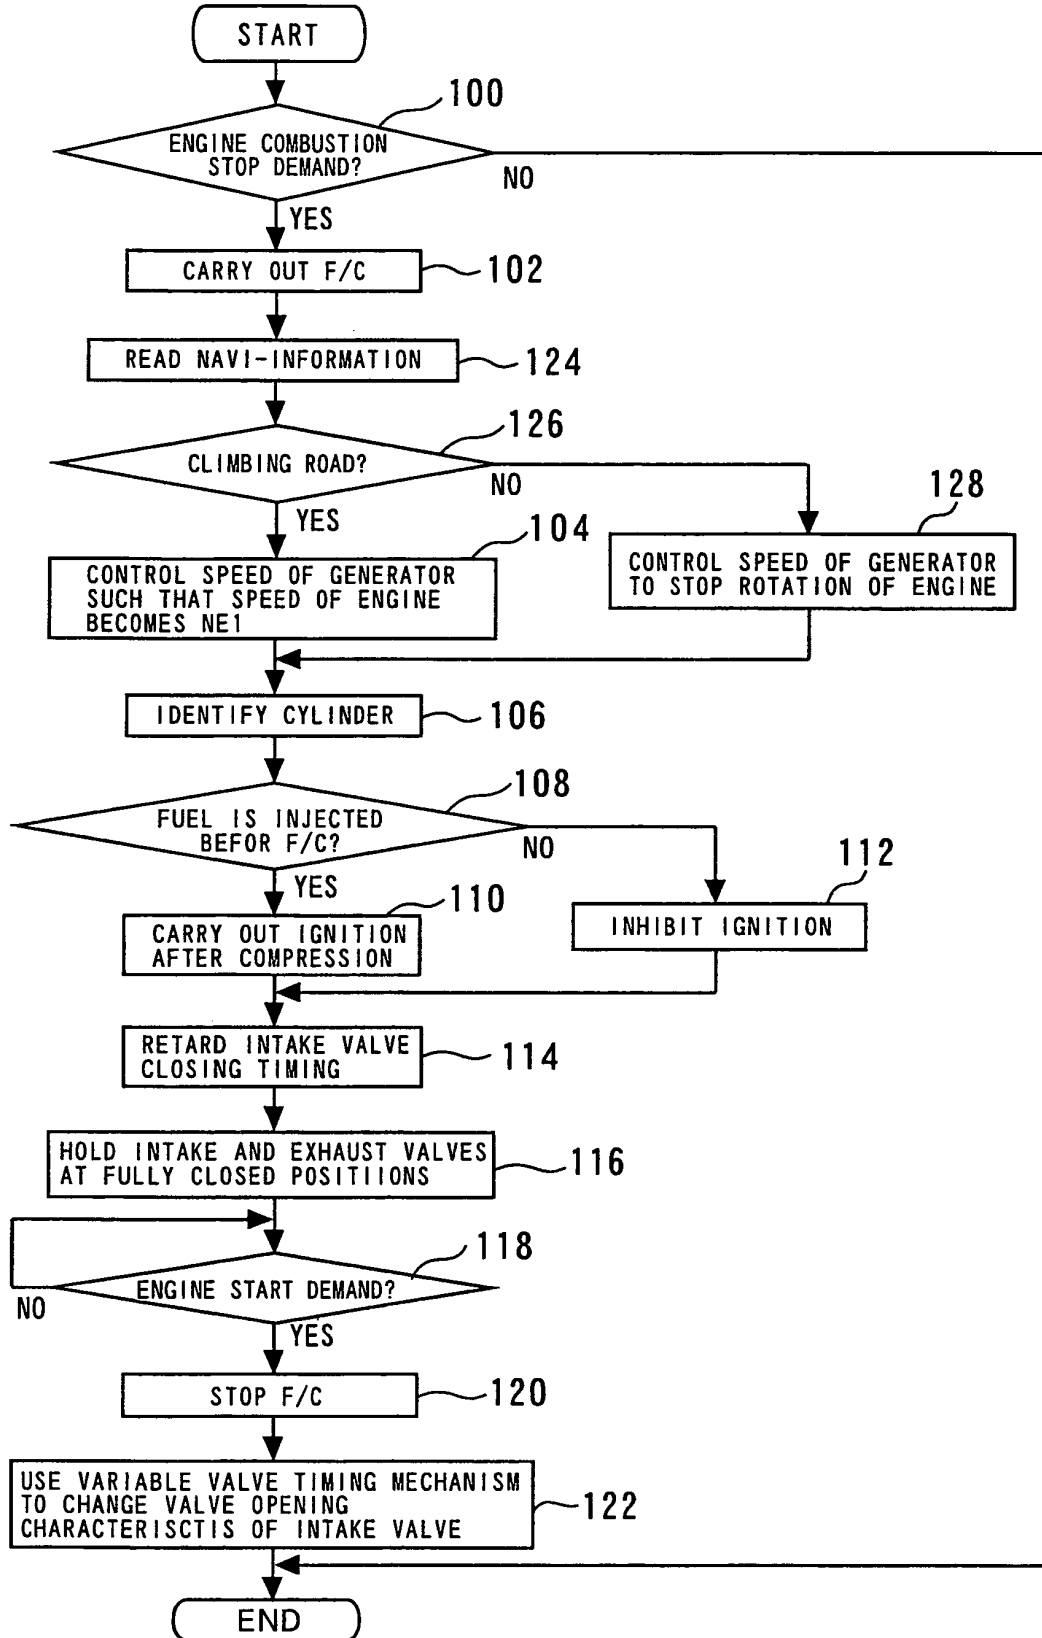 START
100
ENGINE COMBUSTION
STOP DEMAND?
NO
YES
CARRY OUT F/C
102
READ NAVI-INFORMATION
124
126
CLIMBING ROAD?
NO
YES
128
104
CONTROL SPEED OF GENERATOR
SUCH THAT SPEED OF ENGINE
BECOMES NE1
CONTROL SPEED OF GENERATOR
TO STOP ROTATION OF ENGINE
IDENTIFY CYLINDER
106
108
FUEL IS INJECTED
BEFOR F/C?
NO
YES
112
110
CARRY OUT IGNITION
AFTER COMPRESSION
INHIBIT IGNITION
RETARD INTAKE VALVE
CLOSING TIMING
114
HOLD INTAKE AND EXHAUST VALVES
AT FULLY CLOSED POSITIIONS
116
118
ENGINE START DEMAND?
NO
YES
STOP F/C
120
USE VARIABLE VALVE TIMING MECHANISM
TO CHANGE VALVE OPENING
CHARACTERISCTIS OF INTAKE VALVE
122
END